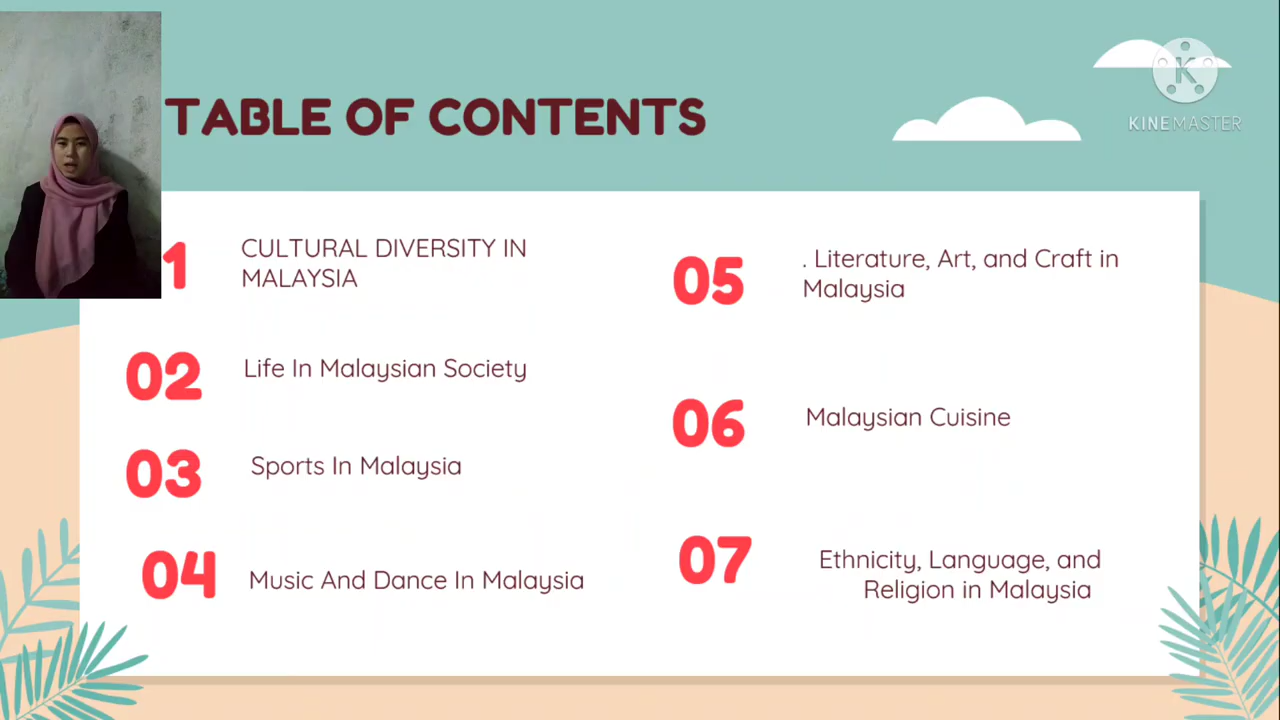 TABLE OF CONTENTS
KINEMASTER
1
CULTURAL DIVERSITY IN
MALAYSIA
02
Life In Malaysian Society
03
Sports In Malaysia
04
Music And Dance In Malaysia
05
. Literature, Art, and Craft in
Malaysia
06
Malaysian Cuisine
07
Ethnicity, Language, and
Religion in Malaysia